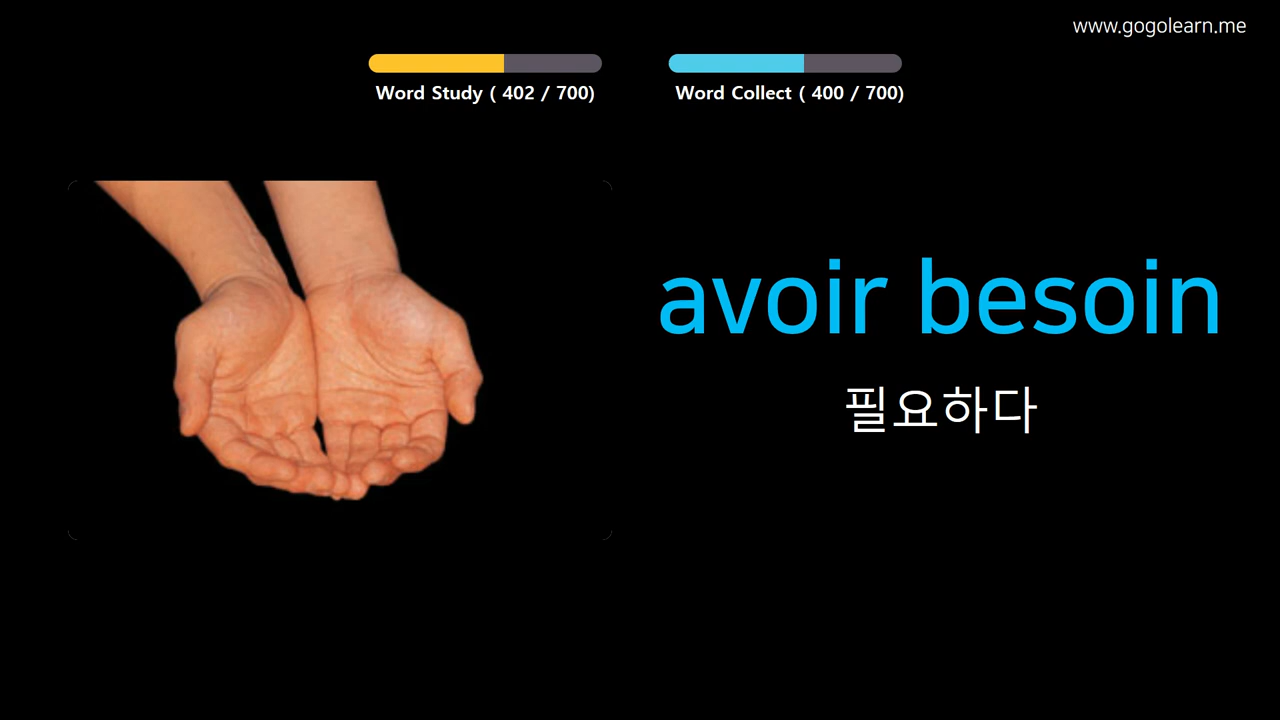 www.gogolearn.me
Word Study ( 402 / 700)
Word Collect ( 400 / 700)
avoir besoin
필요하다